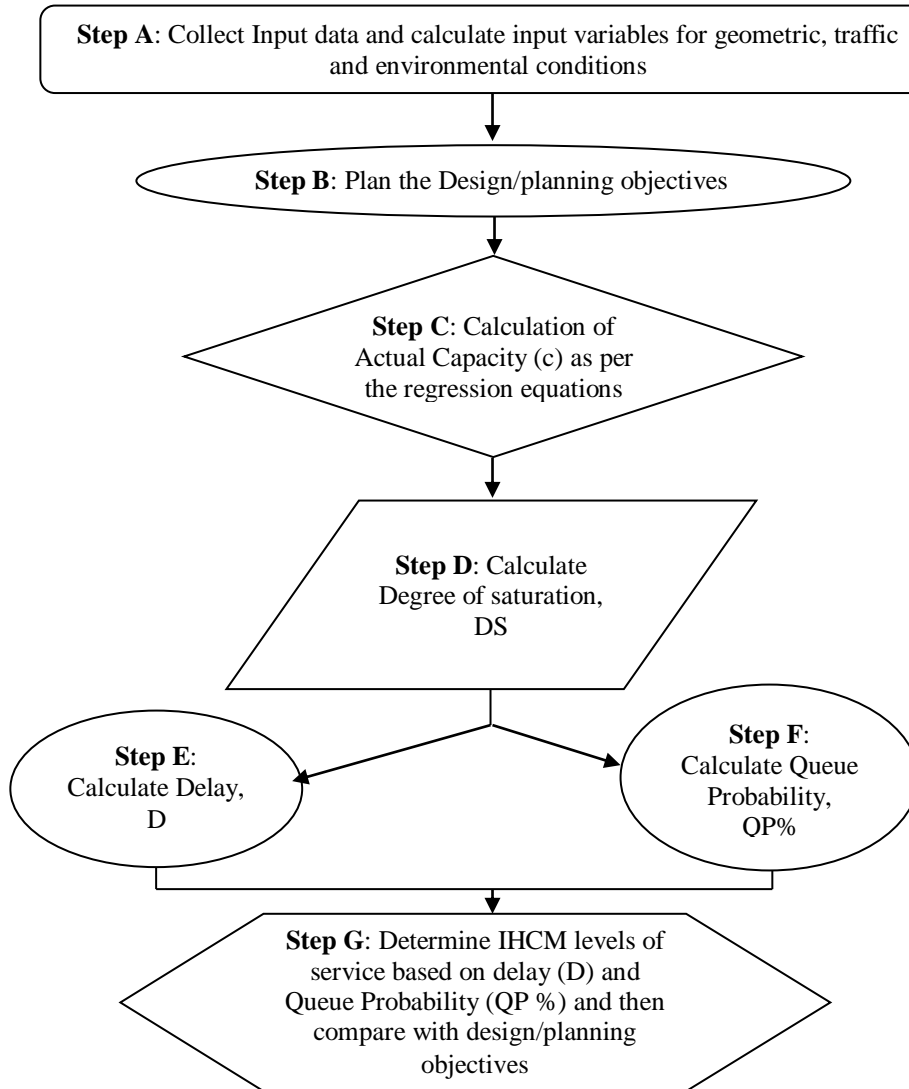 Step A: Collect Input data and calculate input variables for geometric, traffic
and environmental conditions
Step B: Plan the Design/planning objectives
Step C: Calculation of
Actual Capacity (c) as per
the regression equations
Step D: Calculate
Degree of saturation,
DS
Step E:
Calculate Delay,
D
Step F:
Calculate Queue
Probability,
QP%
Step G: Determine IHCM levels of
service based on delay (D) and
Queue Probability (QP %) and then
compare with design/planning
objectives